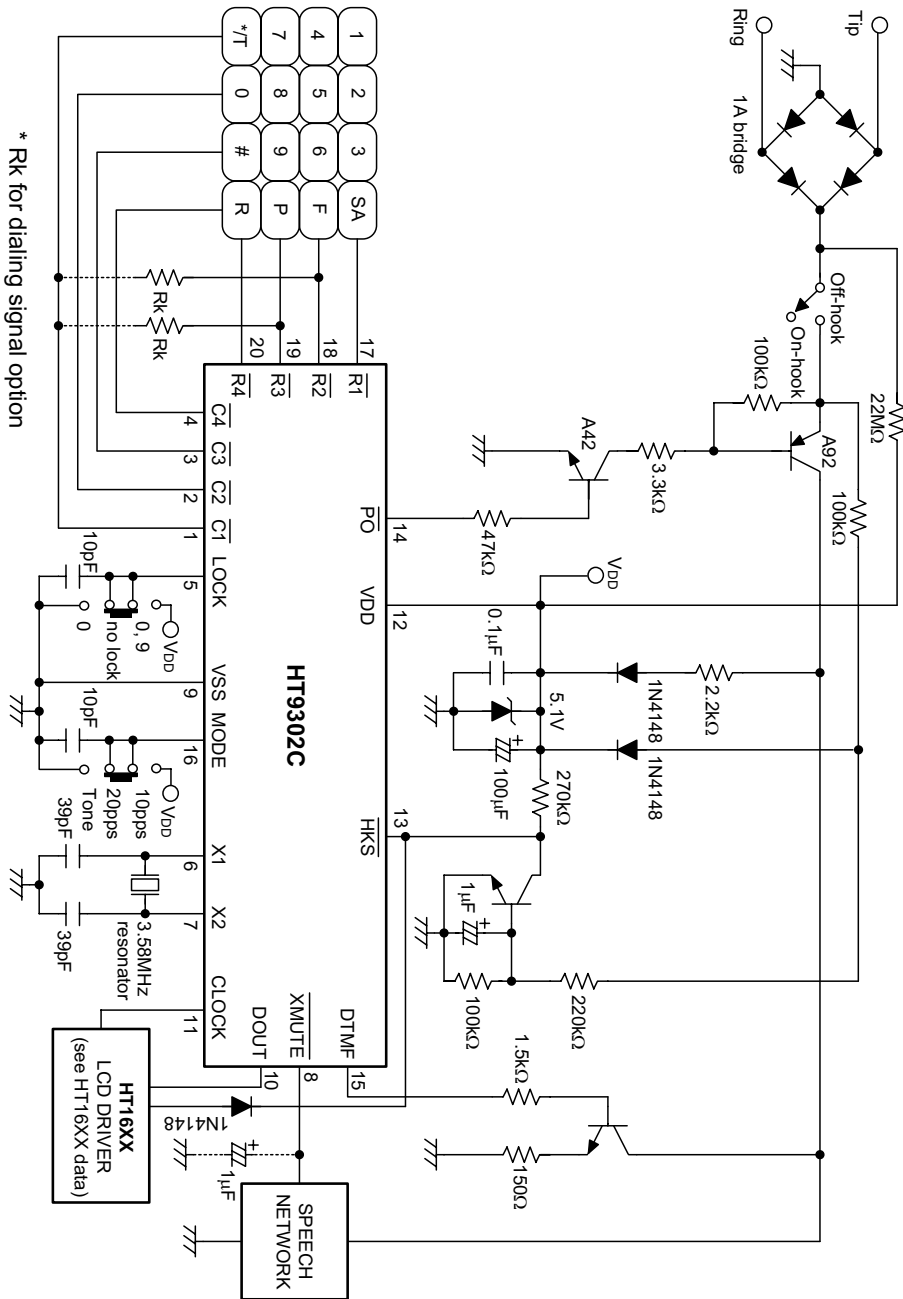 Tip
Ring
1A bridge
Off-hook
On-hook
22MΩ
100kΩ
A92
100kΩ
3.3kΩ
A42
47kΩ
VDD
2.2kΩ
1N4148
1N4148
0.1μF
5.1V
100μF
270kΩ
1μF
100kΩ
220kΩ
1.5kΩ
150Ω
1 2 3 SA
4 5 6 F
7 8 9 P
*/T 0 # R
Rk
Rk
17 18 19 20
R1 R2 R3 R4
14
PO
12
VDD
13
HKS
15
DTMF
8
XMUTE
10
DOUT
HT9302C
C4 C3 C2 C1 LOCK VSS MODE X1 X2 CLOCK
4 3 2 1 5 9 16 6 7 11
10pF
VDD
0, 9
no lock
0
10pF
VDD
10pps
20pps
Tone
39pF
39pF
3.58MHz
resonator
HT16XX
LCD DRIVER
(see HT16XX data)
1N4148
1μF
SPEECH
NETWORK
* Rk for dialing signal option